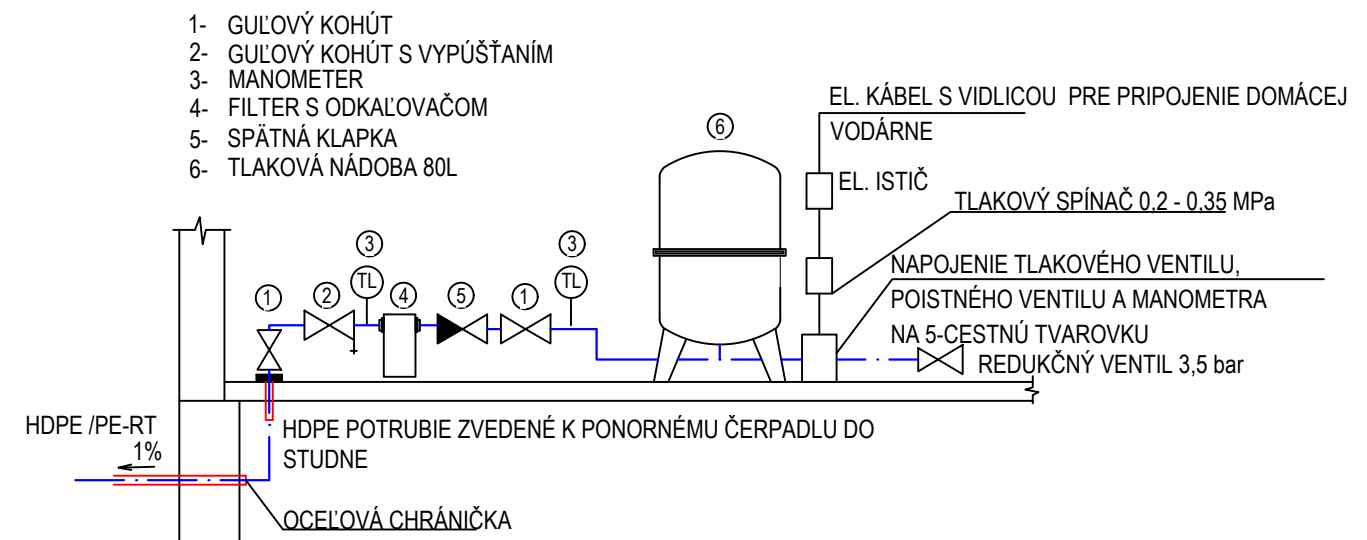 1- GUĽOVÝ KOHÚT
2- GUĽOVÝ KOHÚT S VYPÚŠŤANÍM
3- MANOMETER
4- FILTER S ODKAĽOVAČOM
5- SPÄTNÁ KLAPKA
6- TLAKOVÁ NÁDOBA 80L
EL. KÁBEL S VIDLICOU PRE PRIPOJENIE DOMÁCEJ
VODÁRNE
6
EL. ISTIČ
TLAKOVÝ SPÍNAČ 0,2 - 0,35 MPa
NAPOJENIE TLAKOVÉHO VENTILU,
POISTNÉHO VENTILU A MANOMETRA
NA 5-CESTNÚ TVAROVKU
REDUKČNÝ VENTIL 3,5 bar
3
3
TL
TL
1
2
4
5
1
HDPE /PE-RT
1%
HDPE POTRUBIE ZVEDENÉ K PONORNÉMU ČERPADLU DO
STUDNE
OCEĽOVÁ CHRÁNIČKA